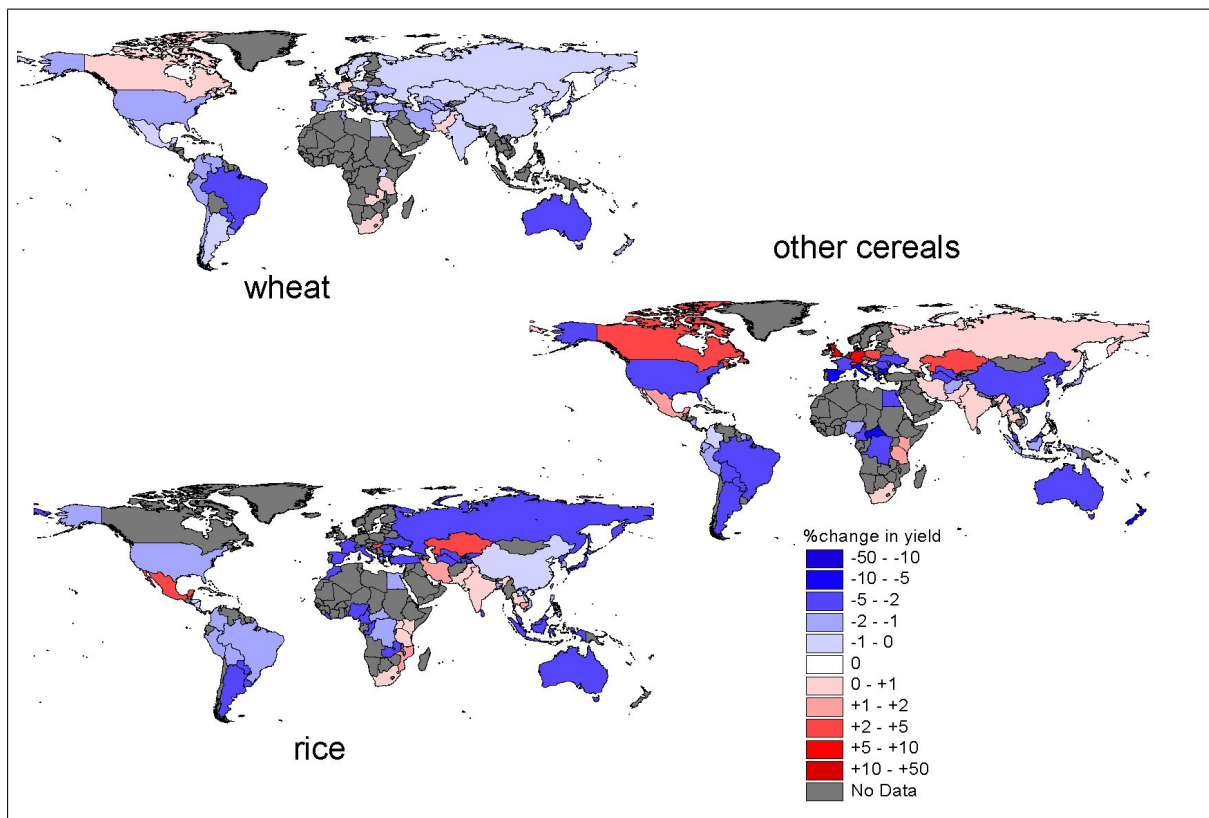 wheat
other cereals
rice
%change in yield
-50 - -10
-10 - -5
-5 - -2
-2 - -1
-1 - 0
0
0 - +1
+1 - +2
+2 - +5
+5 - +10
+10 - +50
No Data